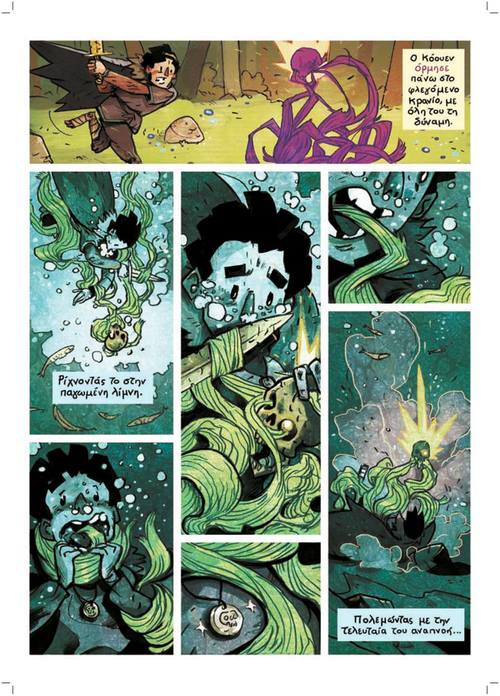 Ο Κόουεν
όρμησε
πάνω στο
φλεγόμενο
κρανίο, με
όλη του τη
δύναμη.
Ρίχνοντάς το στην
παγωμένη λίμνη.
Πολεμώντας με την
τελευταία του αναπνοή...